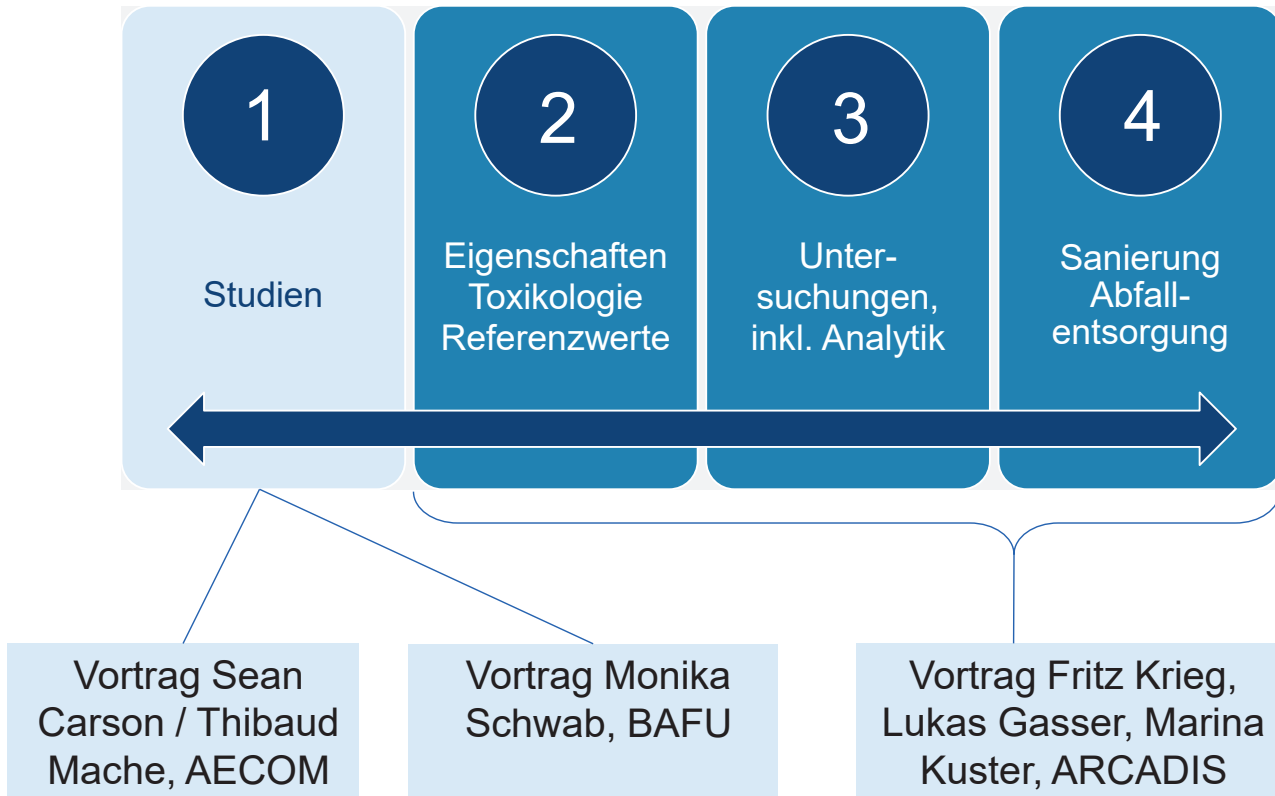 1
Studien
2
Eigenschaften
Toxikologie
Referenzwerte
3
Unter-
suchungen,
inkl. Analytik
4
Sanierung
Abfall-
entsorgung
Vortrag Sean
Carson / Thibaud
Mache, AECOM
Vortrag Monika
Schwab, BAFU
Vortrag Fritz Krieg,
Lukas Gasser, Marina
Kuster, ARCADIS